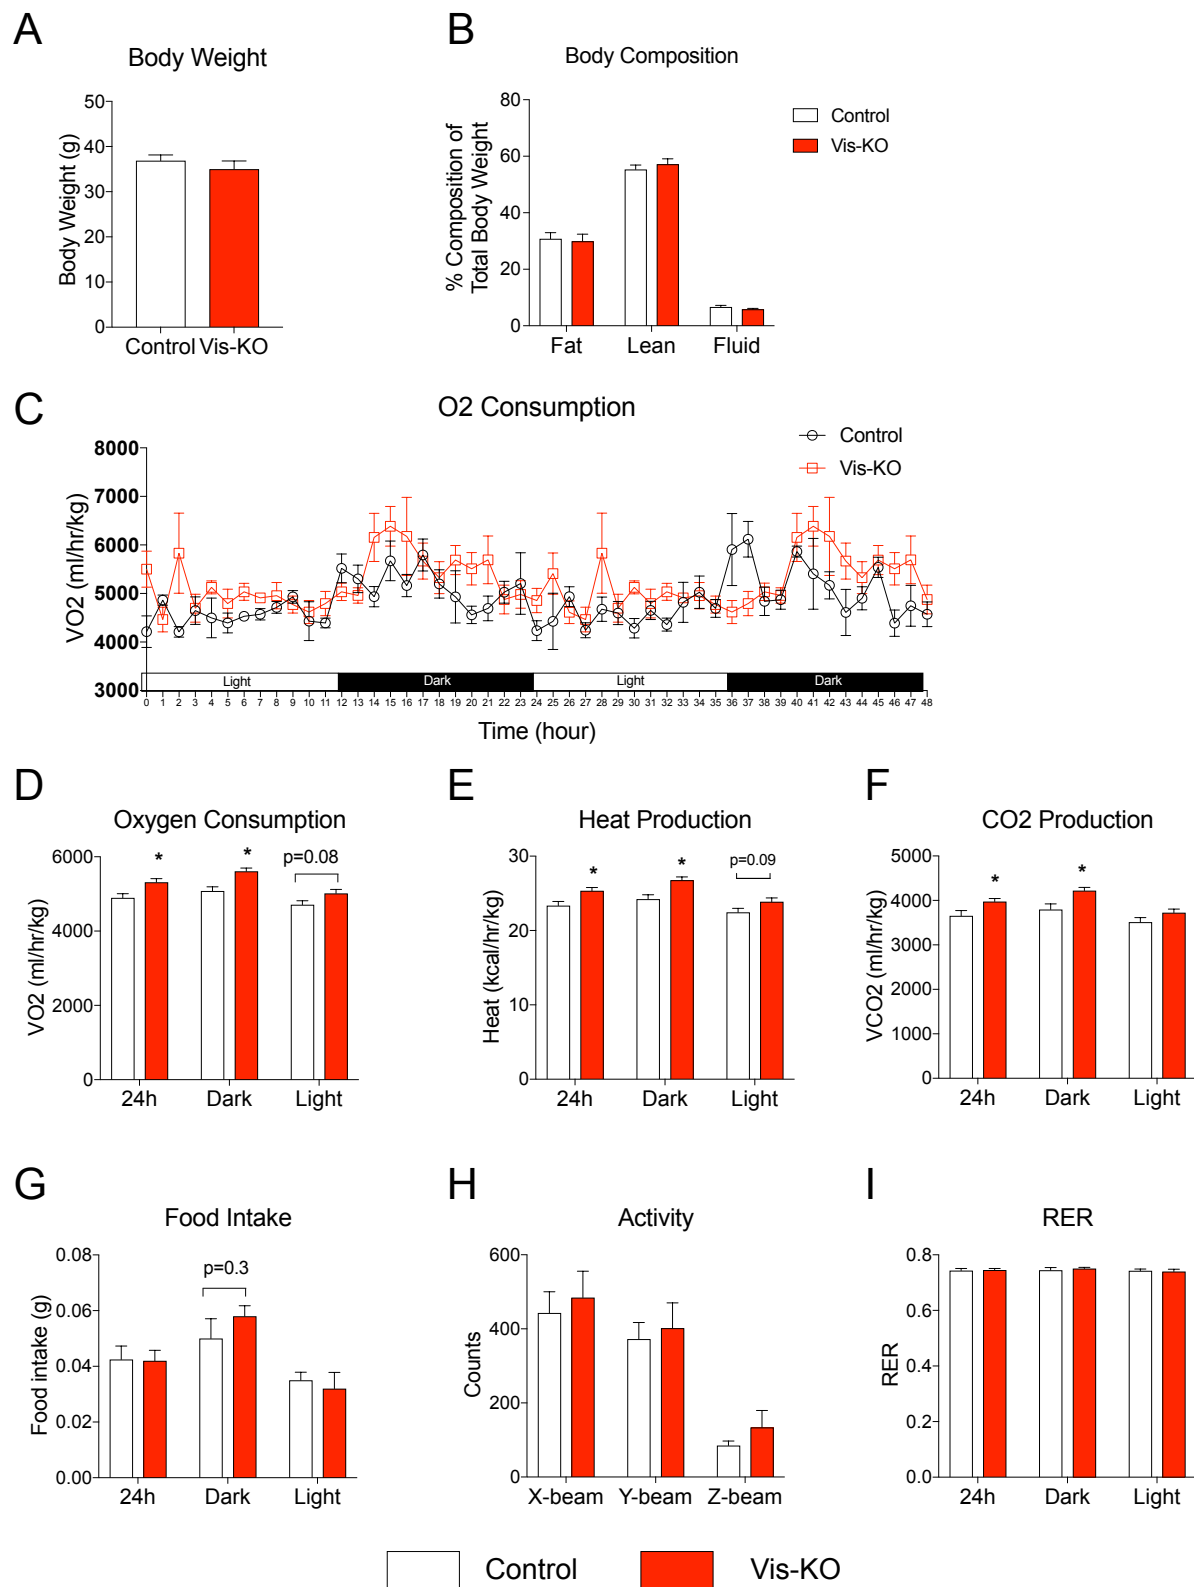 A
Body Weight
Body Weight (g)
50
40
30
20
10
0
Control Vis-KO
B
Body Composition
% Composition of
Total Body Weight
80
60
40
20
0
Fat Lean Fluid
Control
Vis-KO
C
O2 Consumption
Control
Vis-KO
VO2 (ml/hr/kg)
8000
7000
6000
5000
4000
3000
Light Dark Light Dark
0 1 2 3 4 5 6 7 8 9 10 11 12 13 14 15 16 17 18 19 20 21 22 23 24 25 26 27 28 29 30 31 32 33 34 35 36 37 38 39 40 41 42 43 44 45 46 47 48
Time (hour)
D
Oxygen Consumption
VO2 (ml/hr/kg)
6000
4000
2000
0
* * p=0.08
24h Dark Light
E
Heat Production
Heat (kcal/hr/kg)
30
20
10
0
* * p=0.09
24h Dark Light
F
CO2 Production
VCO2 (ml/hr/kg)
5000
4000
3000
2000
1000
0
* *
24h Dark Light
G
Food Intake
Food intake (g)
0.08
0.06
0.04
0.02
0.00
p=0.3
24h Dark Light
H
Activity
Counts
600
400
200
0
X-beam Y-beam Z-beam
I
RER
RER
0.8
0.6
0.4
0.2
0.0
24h Dark Light
Control Vis-KO